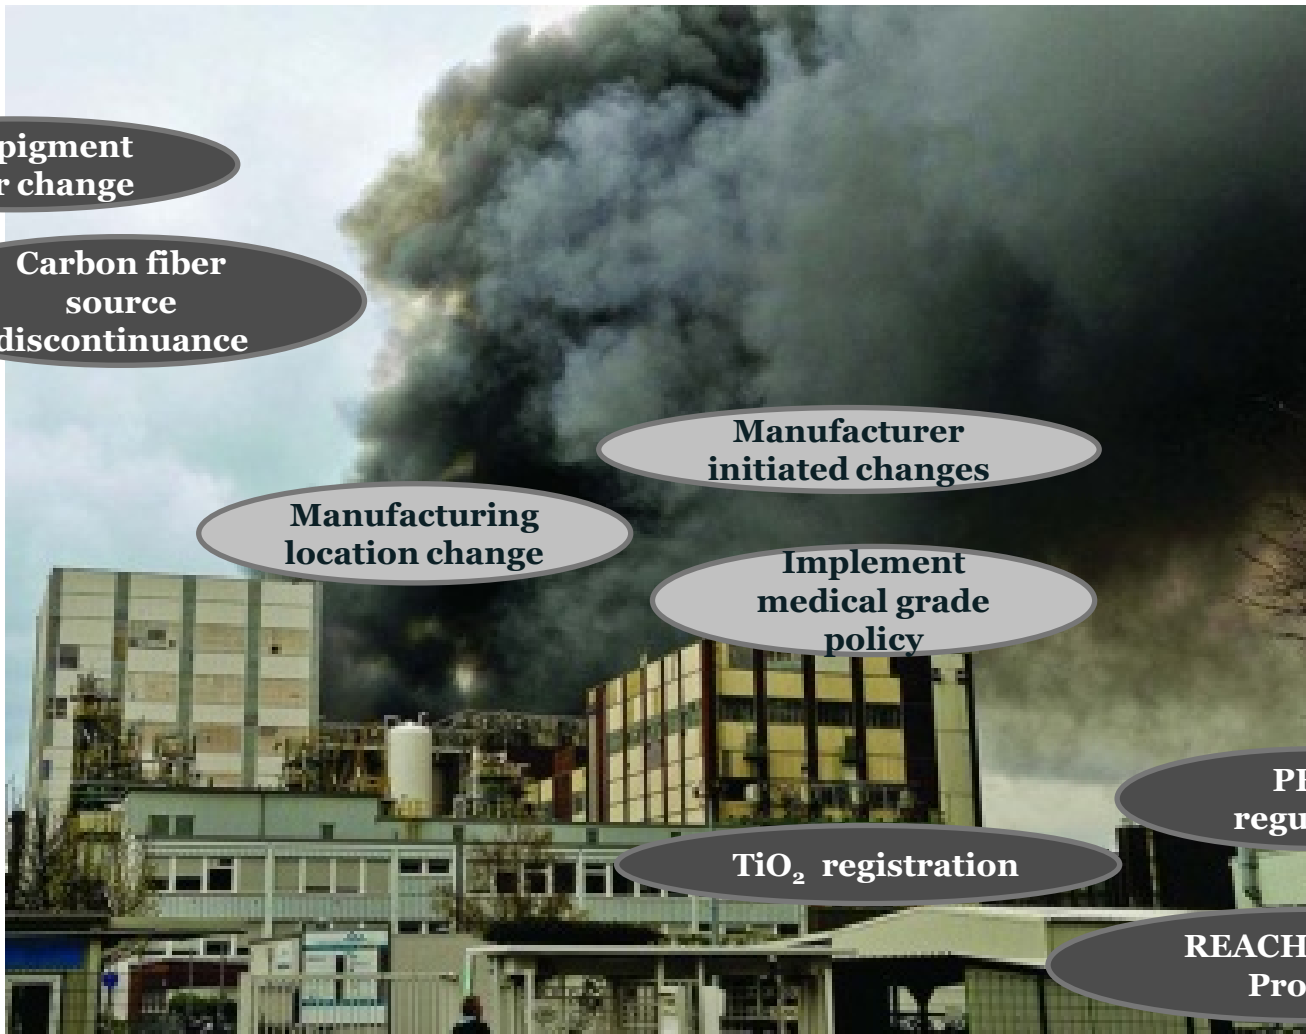 pigment
change
Carbon fiber
source
discontinuance
Manufacturer
initiated changes
Manufacturing
location change
Implement
medical grade
policy
TiO₂ registration
REACH